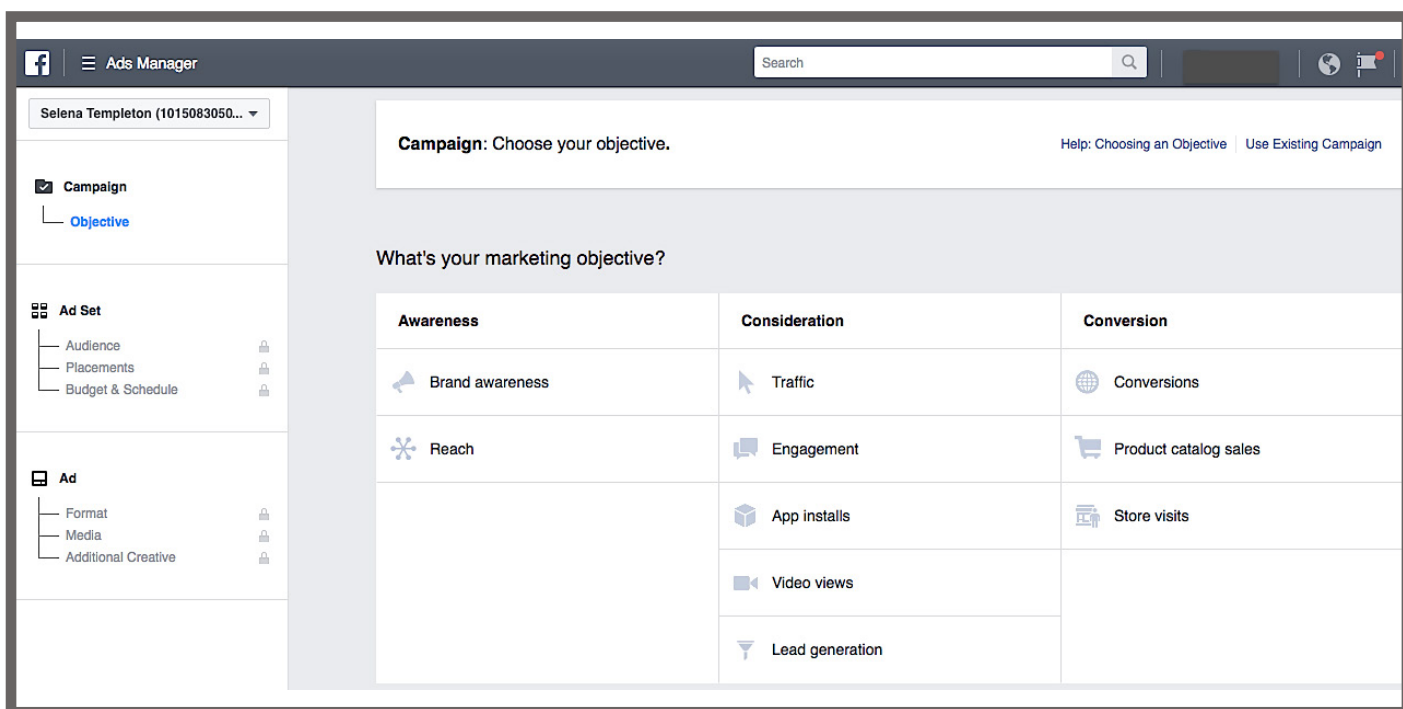 f
Ads Manager
Search
Selena Templeton (1015083050...
Campaign
Objective
Ad Set
Audience
Placements
Budget & Schedule
Ad
Format
Media
Additional Creative
Campaign: Choose your objective.
Help: Choosing an Objective
Use Existing Campaign
What's your marketing objective?
Awareness
Brand awareness
Reach
Consideration
Traffic
Engagement
App installs
Video views
Lead generation
Conversion
Conversions
Product catalog sales
Store visits